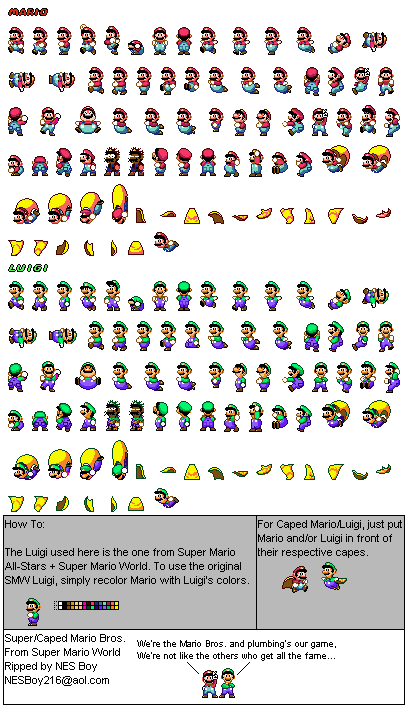 MARIO
LUIGI
How To:
The Luigi used here is the one from Super Mario
All-Stars + Super Mario World. To use the original
SMW Luigi, simply recolor Mario with Luigi's colors.
For Caped Mario/Luigi, just put
Mario and/or Luigi in front of
their respective capes.
Super/Caped Mario Bros.
From Super Mario World
Ripped by NES Boy
NESBoy216@aol.com
We're the Mario Bros. and plumbing's our game,
We're not like the others who get all the fame...